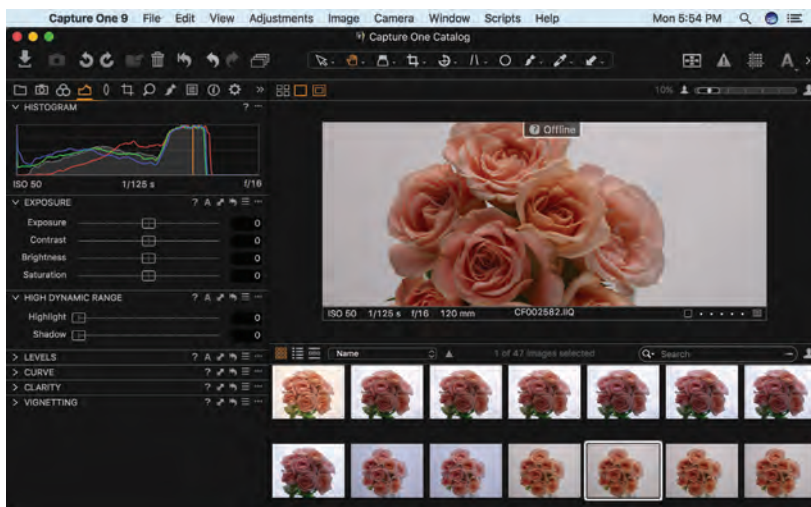 Capture One 9 File Edit View Adjustments Image Camera Window Scripts Help Mon 5:54 PM
Capture One Catalog
A
10%
HISTOGRAM ?
Offline
ISO 50 1/125 s f/16
EXPOSURE ? A
Exposure 0
Contrast 0
Brightness 0
Saturation 0
HIGH DYNAMIC RANGE ? A
Highlight 0
Shadow 0
ISO 50 1/125 s f/16 120 mm CF002582.IIQ
LEVELS ? A
Name 1 of 47 images selected Search
CURVE ?
CLARITY ?
VIGNETTING ?